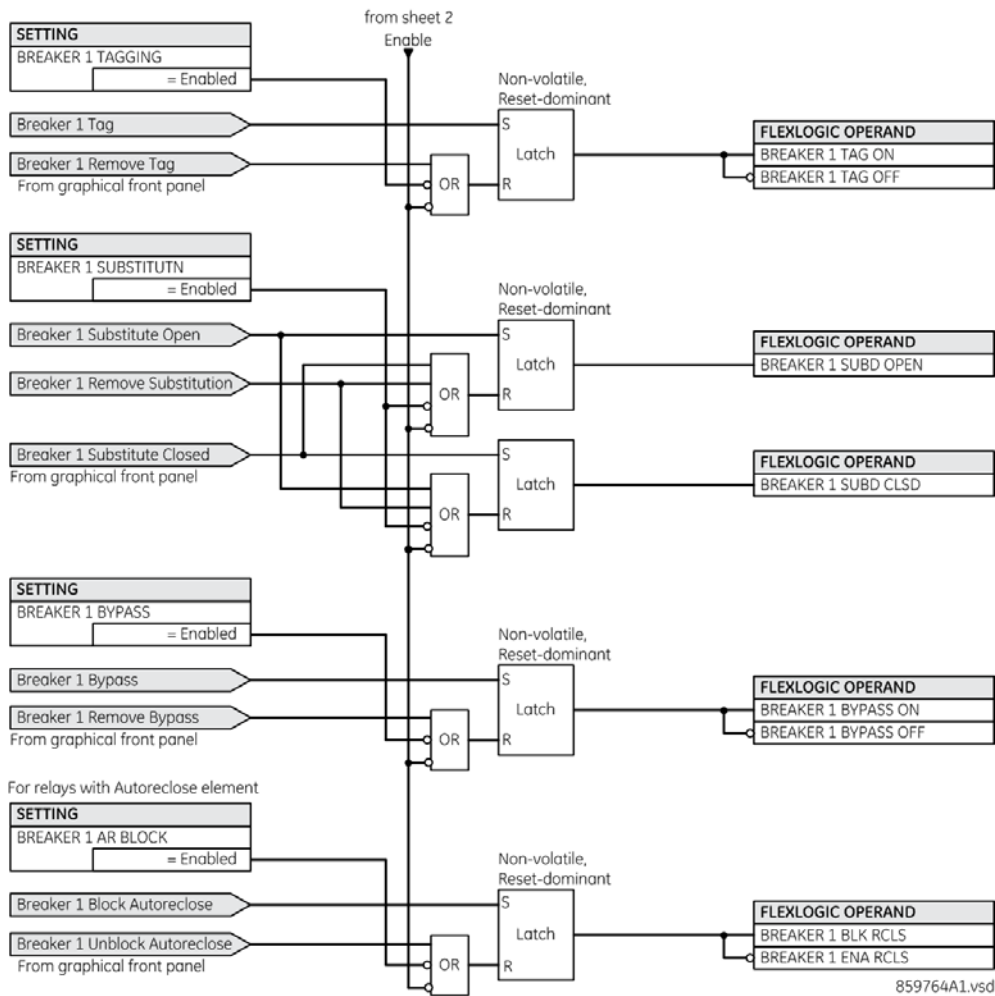 from sheet 2
Enable
SETTING
BREAKER 1 TAGGING
= Enabled
Non-volatile,
Reset-dominant
Breaker 1 Tag
S
Latch
R
Breaker 1 Remove Tag
From graphical front panel
OR
FLEXLOGIC OPERAND
BREAKER 1 TAG ON
BREAKER 1 TAG OFF
SETTING
BREAKER 1 SUBSTITUTN
= Enabled
Non-volatile,
Reset-dominant
Breaker 1 Substitute Open
S
Latch
R
Breaker 1 Remove Substitution
OR
FLEXLOGIC OPERAND
BREAKER 1 SUBD OPEN
Breaker 1 Substitute Closed
From graphical front panel
S
Latch
R
OR
FLEXLOGIC OPERAND
BREAKER 1 SUBD CLSD
SETTING
BREAKER 1 BYPASS
= Enabled
Non-volatile,
Reset-dominant
Breaker 1 Bypass
S
Latch
R
Breaker 1 Remove Bypass
From graphical front panel
OR
FLEXLOGIC OPERAND
BREAKER 1 BYPASS ON
BREAKER 1 BYPASS OFF
For relays with Autoreclose element
SETTING
BREAKER 1 AR BLOCK
= Enabled
Non-volatile,
Reset-dominant
Breaker 1 Block Autoreclose
S
Latch
R
Breaker 1 Unblock Autoreclose
From graphical front panel
OR
FLEXLOGIC OPERAND
BREAKER 1 BLK RCLS
BREAKER 1 ENA RCLS
859764A1.vsd